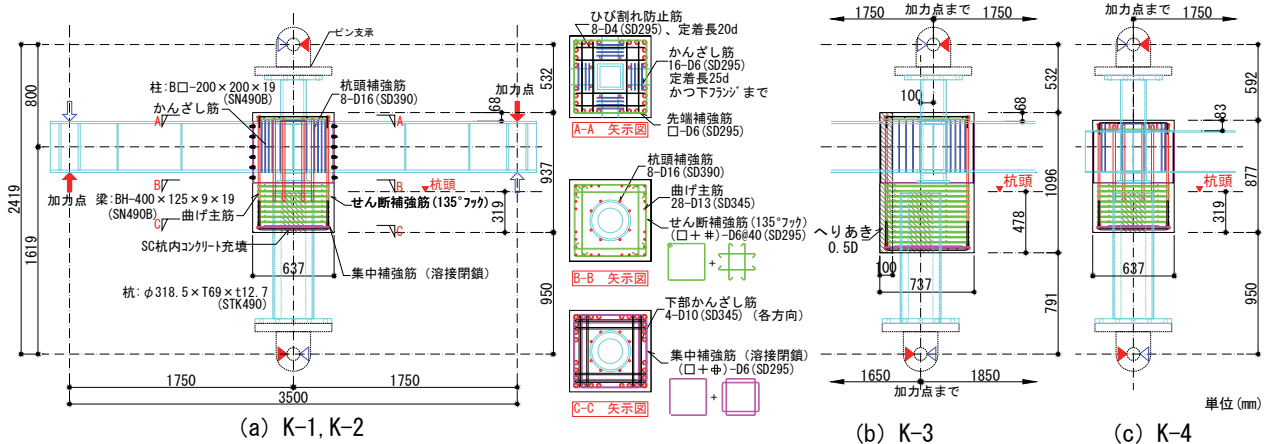 1750
1750
3500
2419
800
1619
ピン支承
柱:B□-200×200×19
(SN490B)
かんざし筋
杭頭補強筋
8-D16(SD390)
加力点
加力点
A
A
B
B
C
C
杭頭
梁:BH-400×125×9×19
(SN490B)
曲げ主筋
せん断補強筋(135°フック)
SC杭内コンクリート充填
637
集中補強筋(溶接閉鎖)
杭:φ318.5×T69×t12.7
(STK490)
532
68
937
319
950
(a) K-1,K-2
ひび割れ防止筋
8-D4(SD295)、定着長20d
かんざし筋
16-D6(SD295)
定着長25d
かつ下フランジまで
先端補強筋
□-D6(SD295)
A-A 矢示図
杭頭補強筋
8-D16(SD390)
曲げ主筋
28-D13(SD345)
せん断補強筋(135°フック)
(□+#)-D6@40(SD295)
+
B-B 矢示図
下部かんざし筋
4-D10(SD345)(各方向)
集中補強筋(溶接閉鎖)
(□+⌗)-D6(SD295)
+
C-C 矢示図
加力点まで
1750
1750
532
68
100
1096
杭頭
478
へりあき
0.5D
100
737
791
1650
1850
加力点まで
(b) K-3
加力点まで
1750
592
83
877
杭頭
319
637
950
単位(mm)
(c) K-4